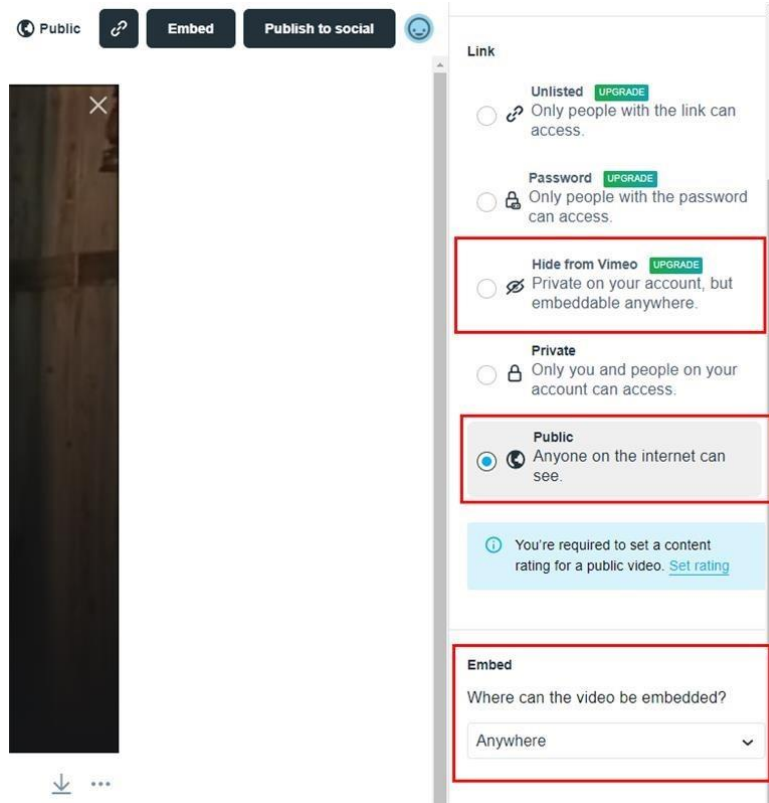 Public
Embed
Publish to social
Link
Unlisted UPGRADE
Only people with the link can
access.
Password UPGRADE
Only people with the password
can access.
Hide from Vimeo UPGRADE
Private on your account, but
embeddable anywhere.
Private
Only you and people on your
account can access.
Public
Anyone on the internet can
see.
You're required to set a content
rating for a public video. Set rating
Embed
Where can the video be embedded?
Anywhere